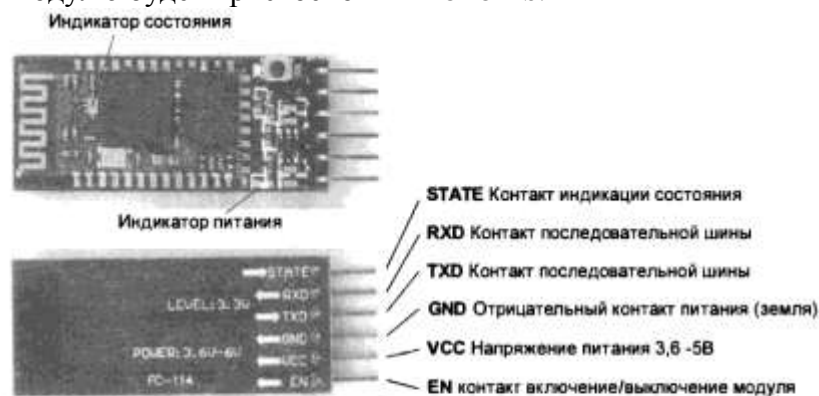 Индикатор состояния
Индикатор питания
STATE Контакт индикации состояния
RXD Контакт последовательной шины
TXD Контакт последовательной шины
GND Отрицательный контакт питания (земля)
VCC Напряжение питания 3,6 -5В
EN контакт включение/выключение модуля
STATE
RXD
LEVEL:3.3V
TXD
GND
POWER:3.6V-6V
VCC
FC-114
EN